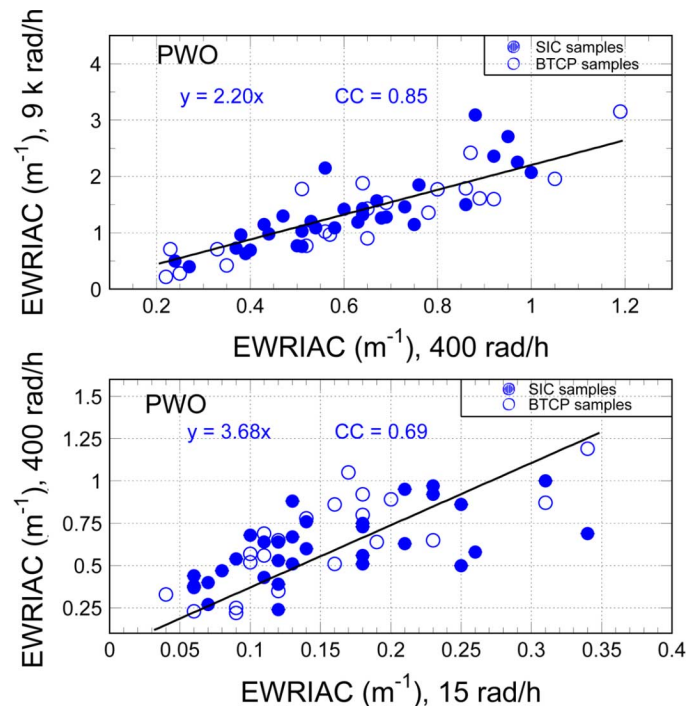 PWO
SIC samples
BTCP samples
y = 2.20x CC = 0.85
EWRIAC (m⁻¹), 9 k rad/h
4
3
2
1
0
0.2 0.4 0.6 0.8 1 1.2
EWRIAC (m⁻¹), 400 rad/h
PWO
SIC samples
BTCP samples
y = 3.68x CC = 0.69
EWRIAC (m⁻¹), 400 rad/h
1.5
1.25
1
0.75
0.5
0.25
0 0.05 0.1 0.15 0.2 0.25 0.3 0.35 0.4
EWRIAC (m⁻¹), 15 rad/h